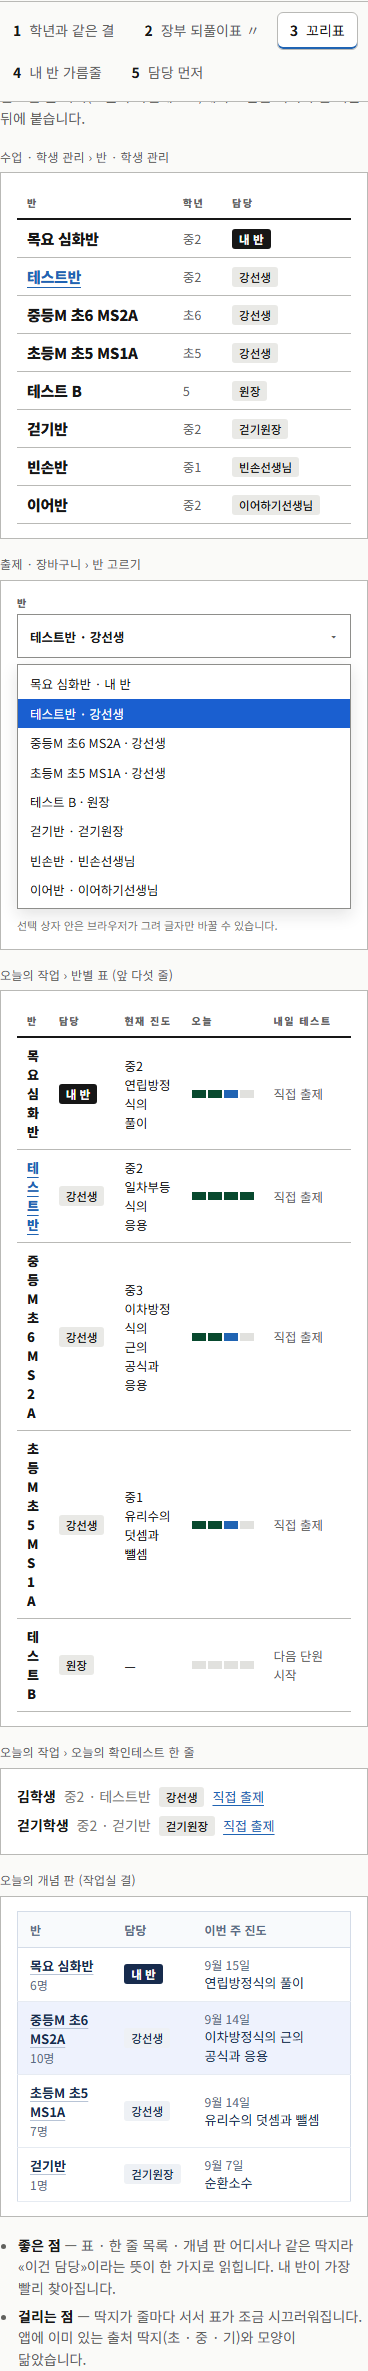 1 학년과 같은 결 2 장부 되풀이표 〃 3 꼬리표
4 내 반 가름줄 5 담당 먼저
뒤에 붙습니다.
수업 · 학생 관리 › 반 · 학생 관리
반 학년 담당
목요 심화반 중2 내 반
테스트반 중2 강선생
중등M 초6 MS2A 초6 강선생
초등M 초5 MS1A 초5 강선생
테스트 B 5 원장
걷기반 중2 걷기원장
빈손반 중1 빈손선생님
이어반 중2 이어하기선생님
출제 · 장바구니 › 반 고르기
반
테스트반 · 강선생
목요 심화반 · 내 반
테스트반 · 강선생
중등M 초6 MS2A · 강선생
초등M 초5 MS1A · 강선생
테스트 B · 원장
걷기반 · 걷기원장
빈손반 · 빈손선생님
이어반 · 이어하기선생님
선택 상자 안은 브라우저가 그려 글자만 바꿀 수 있습니다.
오늘의 작업 › 반별 표 (앞 다섯 줄)
반 담당 현재 진도 오늘 내일 테스트
목
요
심
화
반
내 반
중2
연립방정
식의
풀이
직접 출제
테
스
트
반
강선생
중2
일차부등
식의
응용
직접 출제
중
등
M
초
6
M
S
2
A
강선생
중3
이차방정
식의
근의
공식과
응용
직접 출제
초
등
M
초
5
M
S
1
A
강선생
중1
유리수의
덧셈과
뺄셈
직접 출제
테
스
트
B
원장
—
다음 단원
시작
오늘의 작업 › 오늘의 확인테스트 한 줄
김학생 중2 · 테스트반 강선생 직접 출제
걷기학생 중2 · 걷기반 걷기원장 직접 출제
오늘의 개념 판 (작업실 결)
반 담당 이번 주 진도
목요 심화반
6명
내 반
9월 15일
연립방정식의 풀이
중등M 초6
MS2A
10명
강선생
9월 14일
이차방정식의 근의
공식과 응용
초등M 초5
MS1A
7명
강선생
9월 14일
유리수의 덧셈과 뺄셈
걷기반
1명
걷기원장
9월 7일
순환소수
• 좋은 점 — 표 · 한 줄 목록 · 개념 판 어디서나 같은 딱지라
«이건 담당»이라는 뜻이 한 가지로 읽힙니다. 내 반이 가장
빨리 찾아집니다.
• 걸리는 점 — 딱지가 줄마다 서서 표가 조금 시끄러워집니다.
앱에 이미 있는 출처 딱지(초 · 중 · 기)와 모양이
닮았습니다.